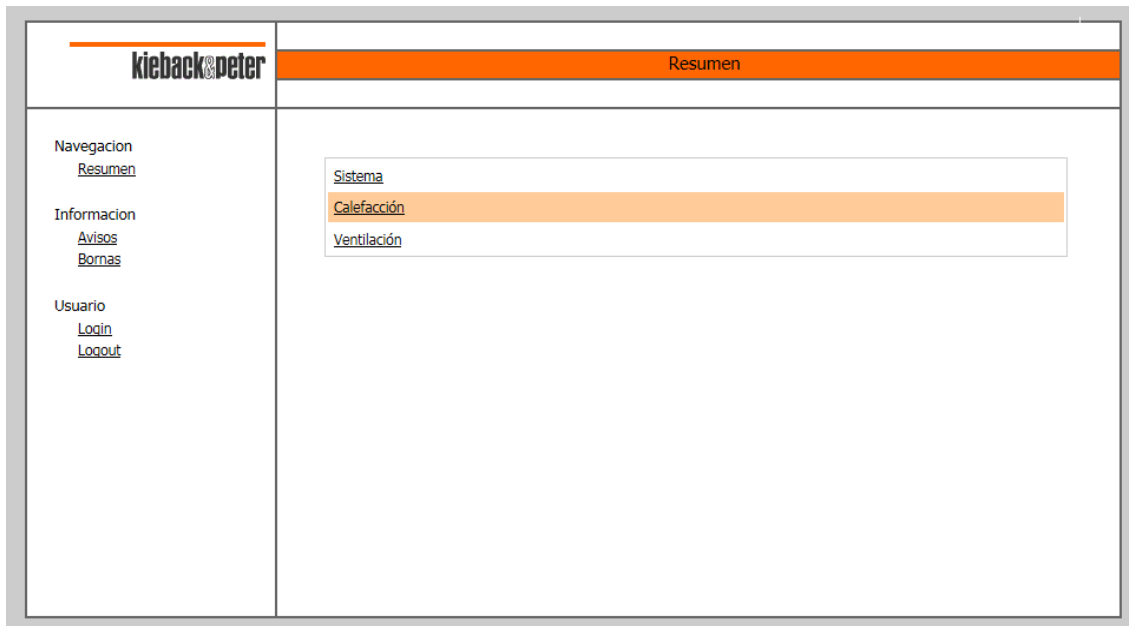 kieback&peter
Resumen
Navegacion
Resumen
Informacion
Avisos
Bornas
Usuario
Login
Logout
Sistema
Calefacción
Ventilación